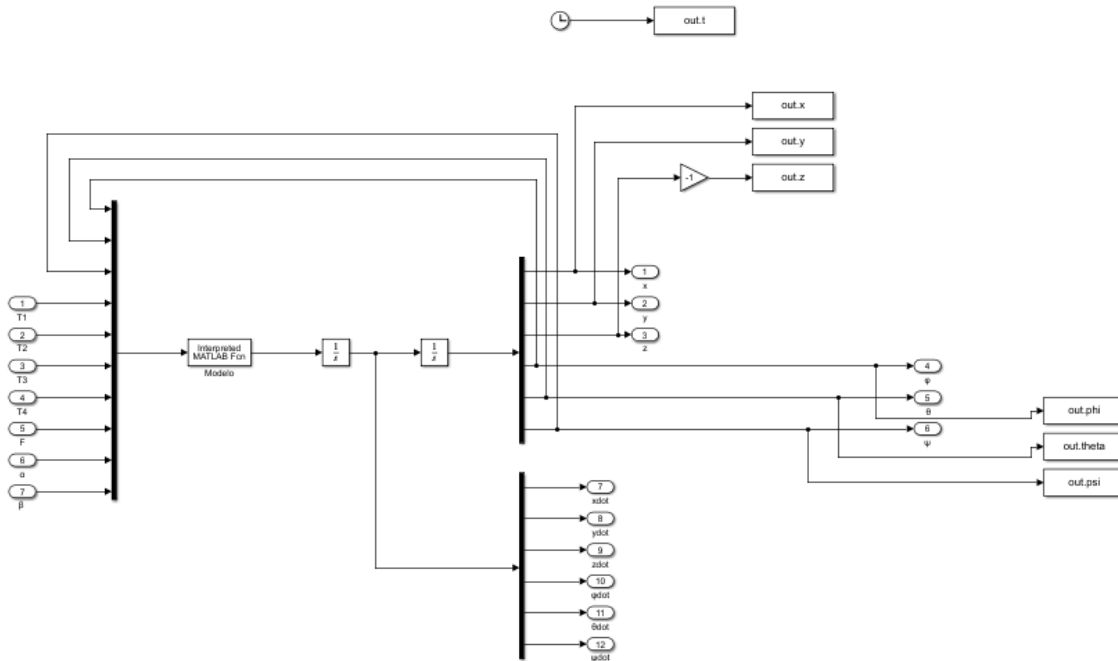 out.t
out.x
out.y
-1
out.z
1
x
2
y
3
z
1
T1
2
T2
3
T3
4
T4
5
F
6
α
7
β
Interpreted
MATLAB Fcn
Modelo
1
s
1
s
4
φ
5
θ
6
ψ
out.phi
out.theta
out.psi
7
xdot
8
ydot
9
zdot
10
φdot
11
θdot
12
ψdot